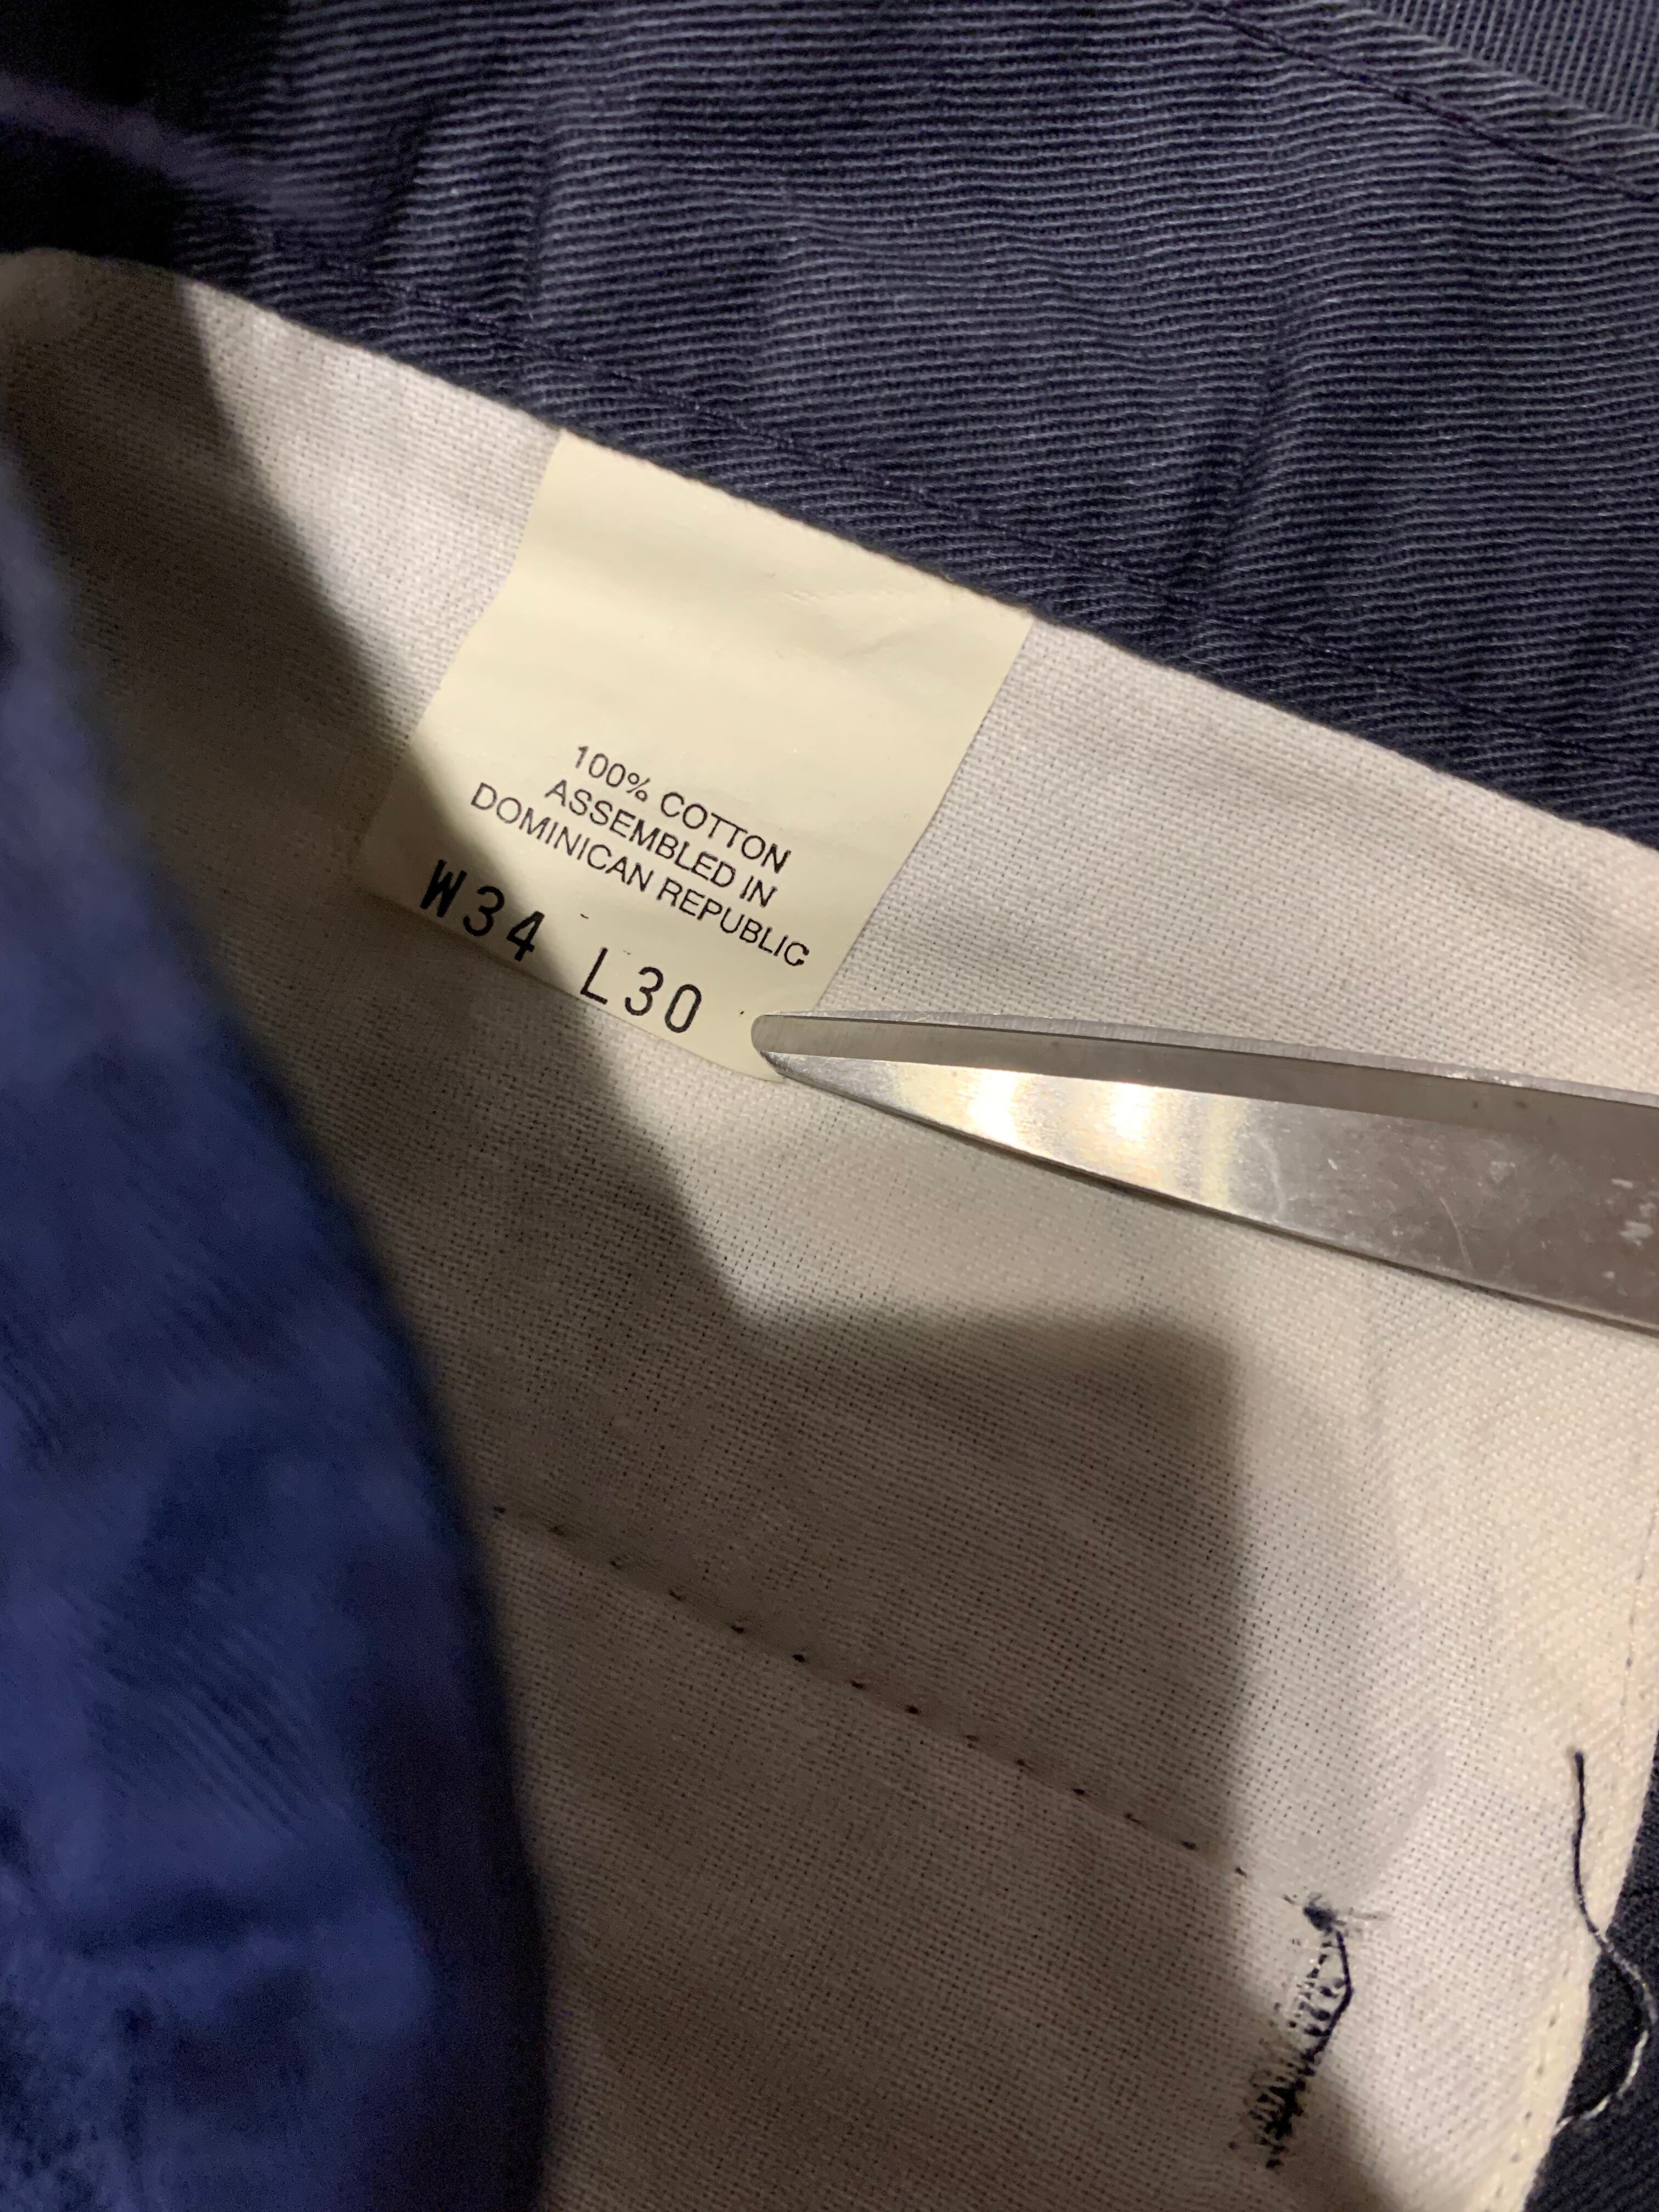 100% COTTON
ASSEMBLED IN
DOMINICAN REPUBLIC
W34 L30